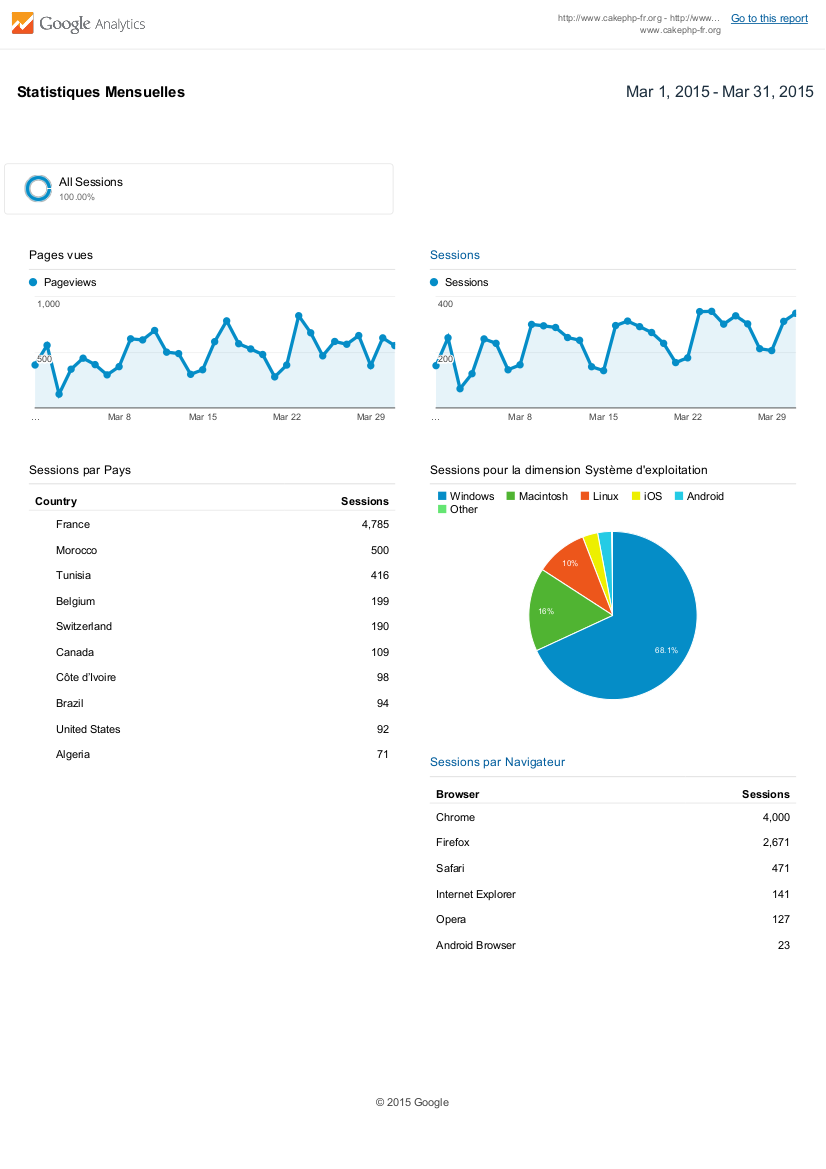 Google Analytics
http://www.cakephp-fr.org - http://www...
www.cakephp-fr.org
Go to this report
Statistiques Mensuelles
Mar 1, 2015 - Mar 31, 2015
All Sessions
100.00%
Pages vues
Pageviews
1,000
500
... Mar 8 Mar 15 Mar 22 Mar 29
Sessions
Sessions
400
200
... Mar 8 Mar 15 Mar 22 Mar 29
Sessions par Pays
Country Sessions
France 4,785
Morocco 500
Tunisia 416
Belgium 199
Switzerland 190
Canada 109
Côte d'Ivoire 98
Brazil 94
United States 92
Algeria 71
Sessions pour la dimension Système d'exploitation
Windows Macintosh Linux iOS Android
Other
10%
16%
68.1%
Sessions par Navigateur
Browser Sessions
Chrome 4,000
Firefox 2,671
Safari 471
Internet Explorer 141
Opera 127
Android Browser 23
© 2015 Google